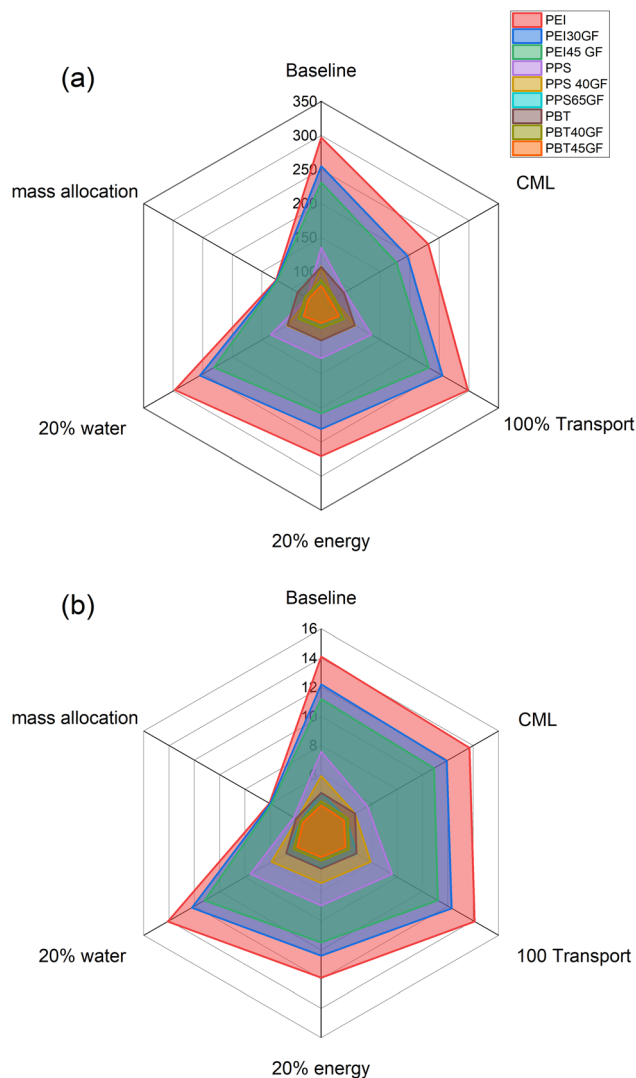 PEI
PEI30GF
PEI45 GF
PPS
PPS 40GF
PPS65GF
PBT
PBT40GF
PBT45GF
(a)
Baseline
350
300
250
200
150
100
mass allocation
CML
20% water
100% Transport
20% energy
(b)
Baseline
16
14
12
10
8
mass allocation
CML
20% water
100 Transport
20% energy